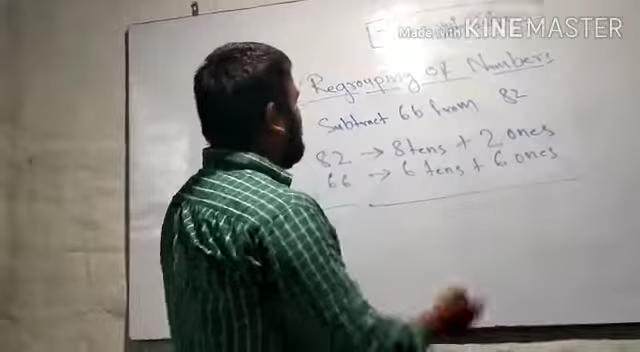 Made with KINEMASTER
Regrouping of Numbers
Subtract 66 from 82
82 → 8 tens + 2 ones
66 → 6 tens + 6 ones